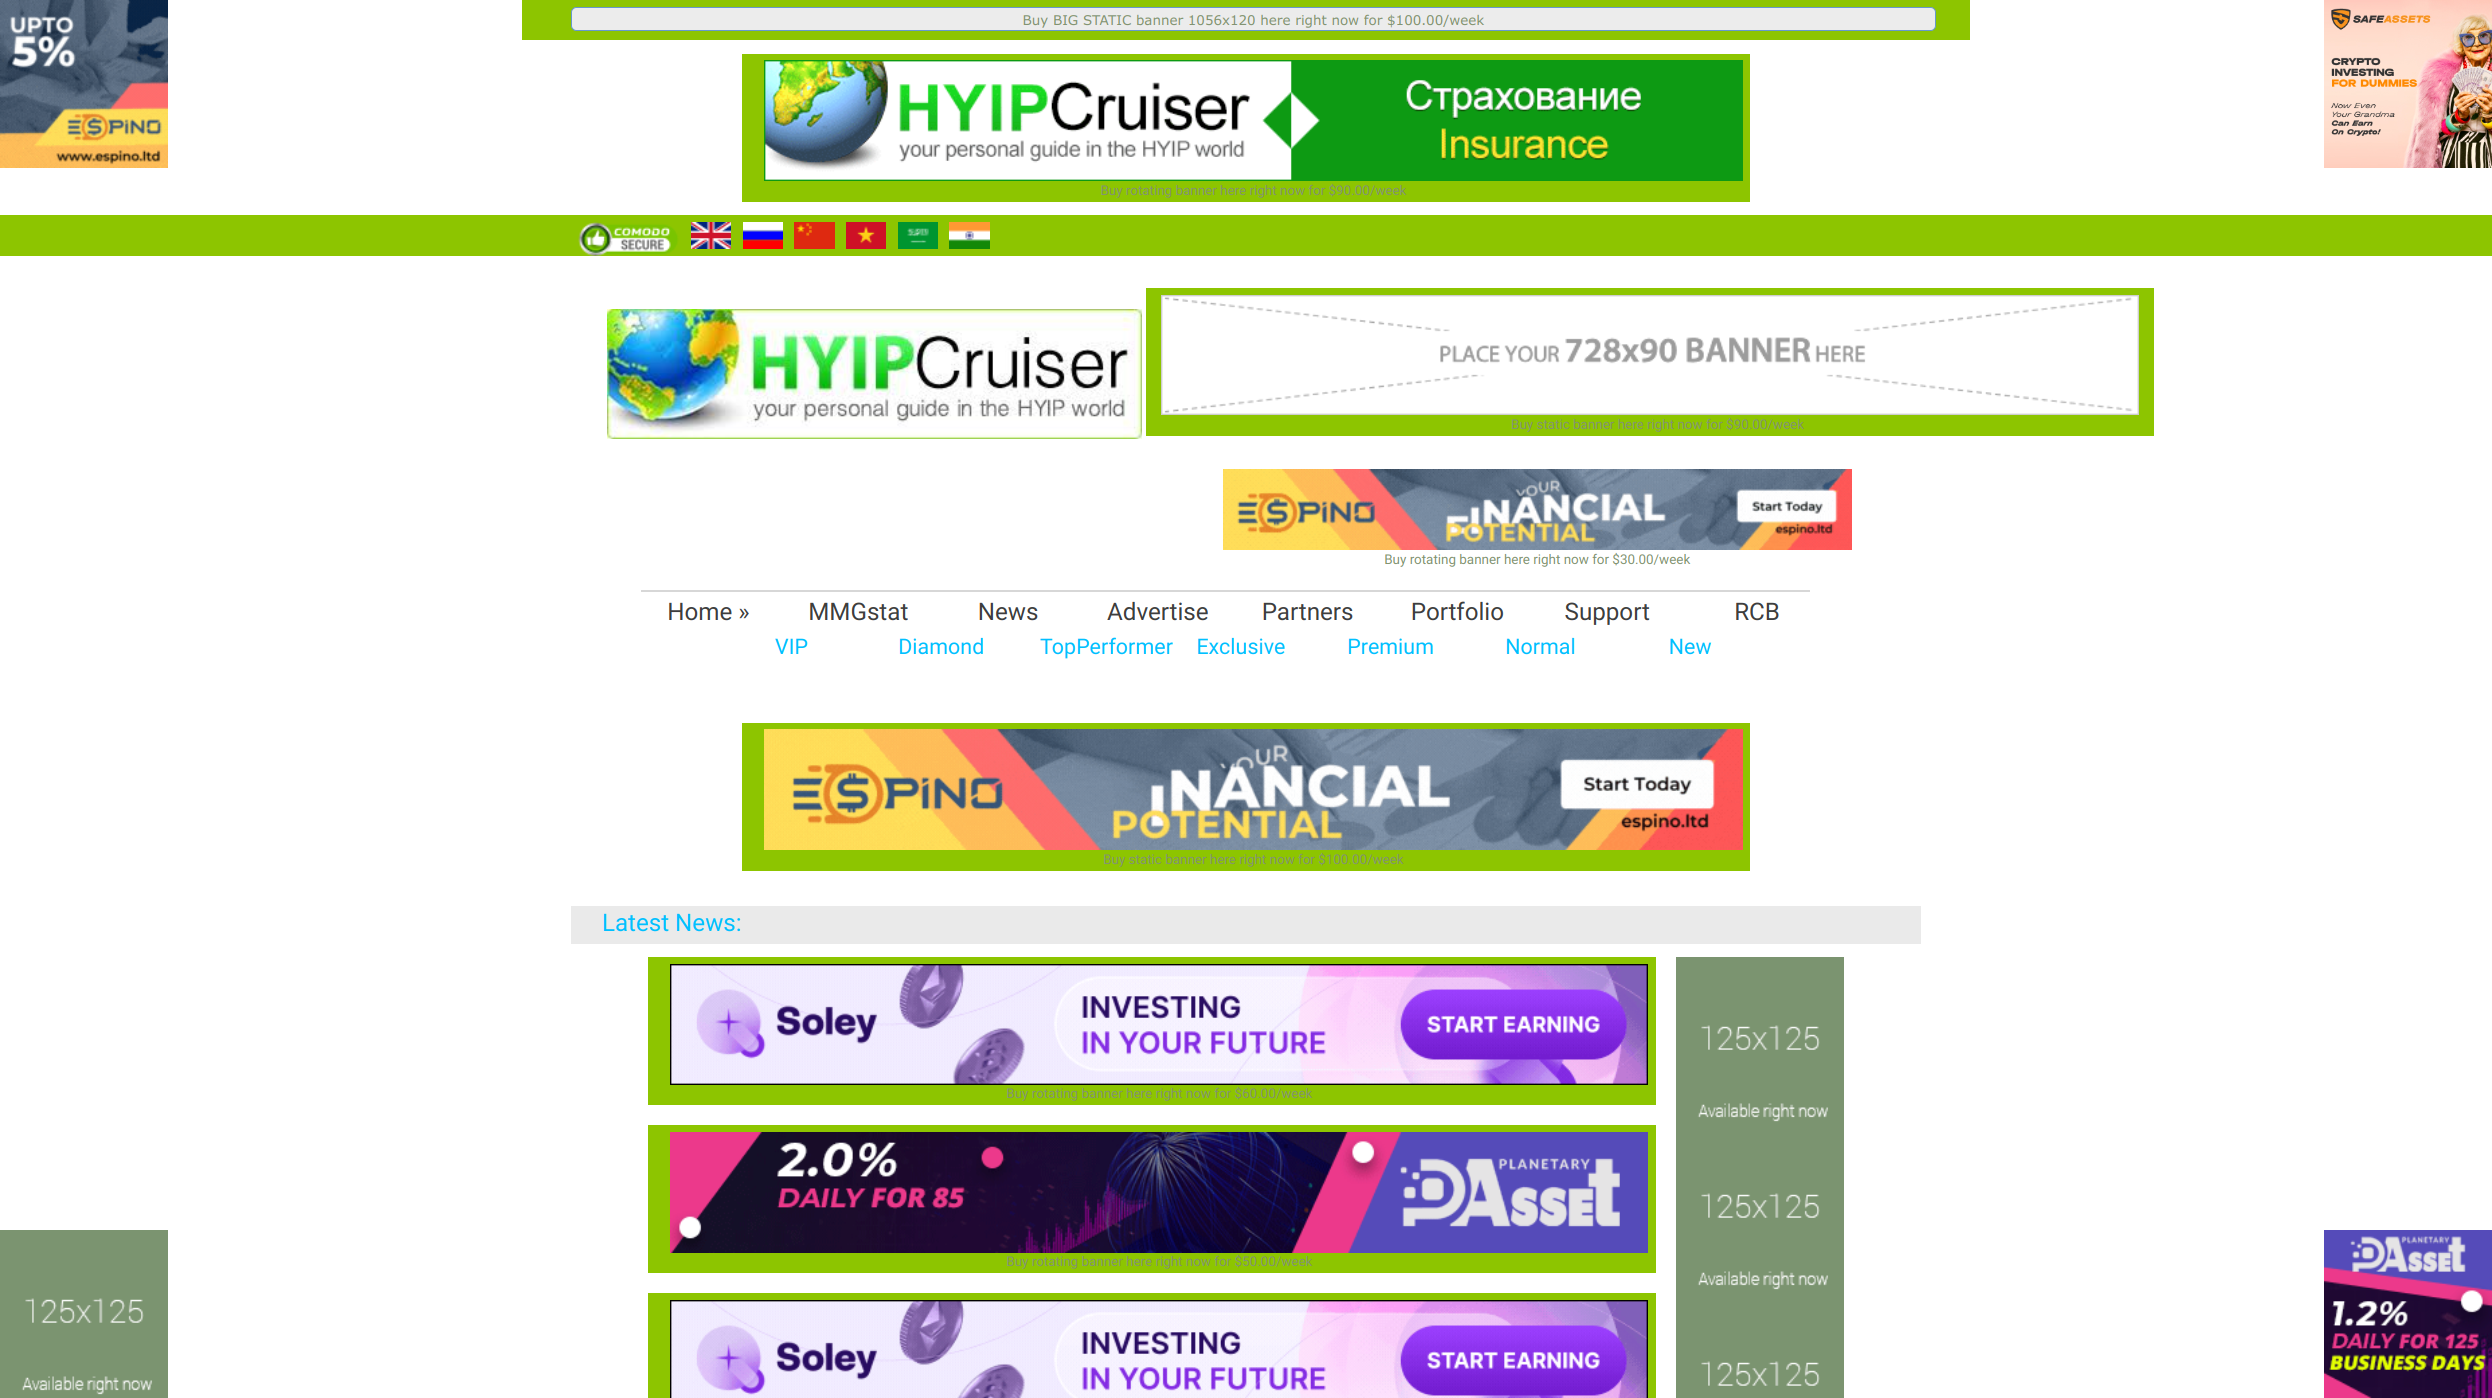 Buy BIG STATIC banner 1056x120 here right now for $100.00/week
UPTO
5%
ESPINO
www.espino.ltd
SAFEASSETS
CRYPTO
INVESTING
FOR DUMMIES
Now Even
Your Grandma
Can Earn
On Crypto!
HYIPCruiser
your personal guide in the HYIP world
Страхование
Insurance
Buy rotating banner here right now for $90.00/week
COMODO
SECURE
HYIPCruiser
your personal guide in the HYIP world
PLACE YOUR 728x90 BANNER HERE
Buy static banner here right now for $90.00/week
ESPINO
YOUR
FINANCIAL
POTENTIAL
Start Today
espino.ltd
Buy rotating banner here right now for $30.00/week
Home » MMGstat News Advertise Partners Portfolio Support RCB
VIP Diamond TopPerformer Exclusive Premium Normal New
ESPINO
YOUR
INANCIAL
POTENTIAL
Start Today
espino.ltd
Buy static banner here right now for $100.00/week
Latest News:
Soley
INVESTING
IN YOUR FUTURE
START EARNING
Buy rotating banner here right now for $60.00/week
125x125
Available right now
2.0%
DAILY FOR 85
PLANETARY
PAsset
Buy rotating banner here right now for $50.00/week
125x125
Available right now
Soley
INVESTING
IN YOUR FUTURE
START EARNING
125x125
125x125
Available right now
PLANETARY
PAsset
1.2%
DAILY FOR 125
BUSINESS DAYS